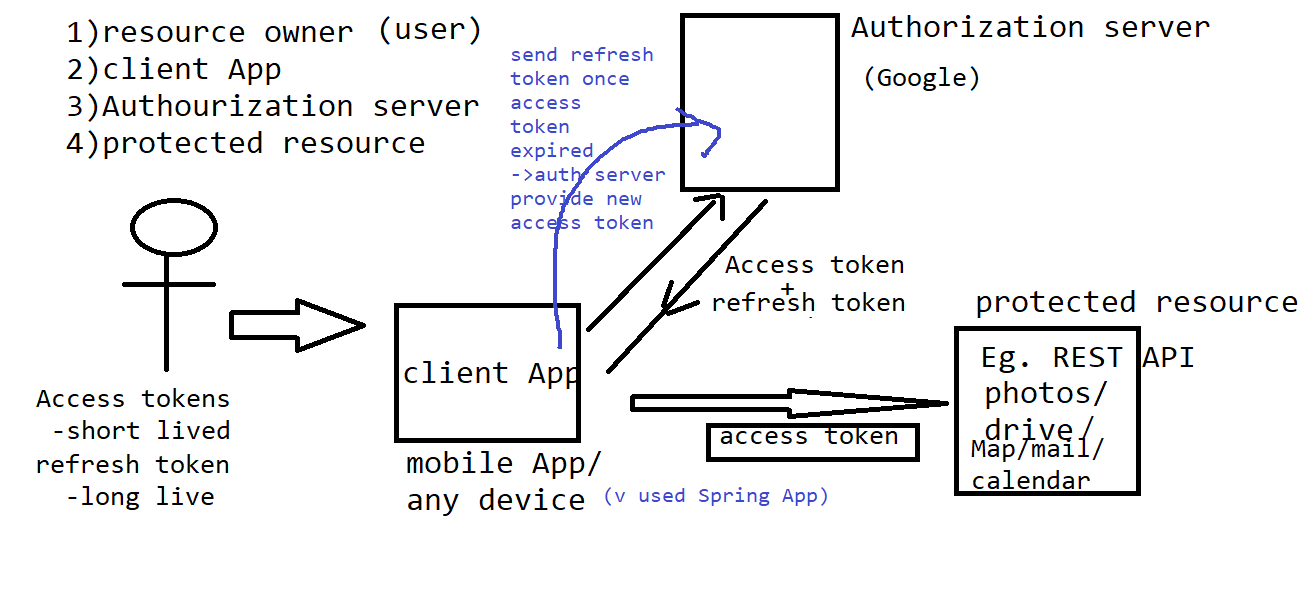 1)resource owner (user)
2)client App
3)Authourization server
4)protected resource
send refresh
token once
access
token
expired
->auth server
provide new
access token
Authorization server
(Google)
Access token
+
refresh token
protected resource
Eg. REST API
photos/
drive/
Map/mail/
calendar
client App
access token
mobile App/
any device
(v used Spring App)
Access tokens
-short lived
refresh token
-long live